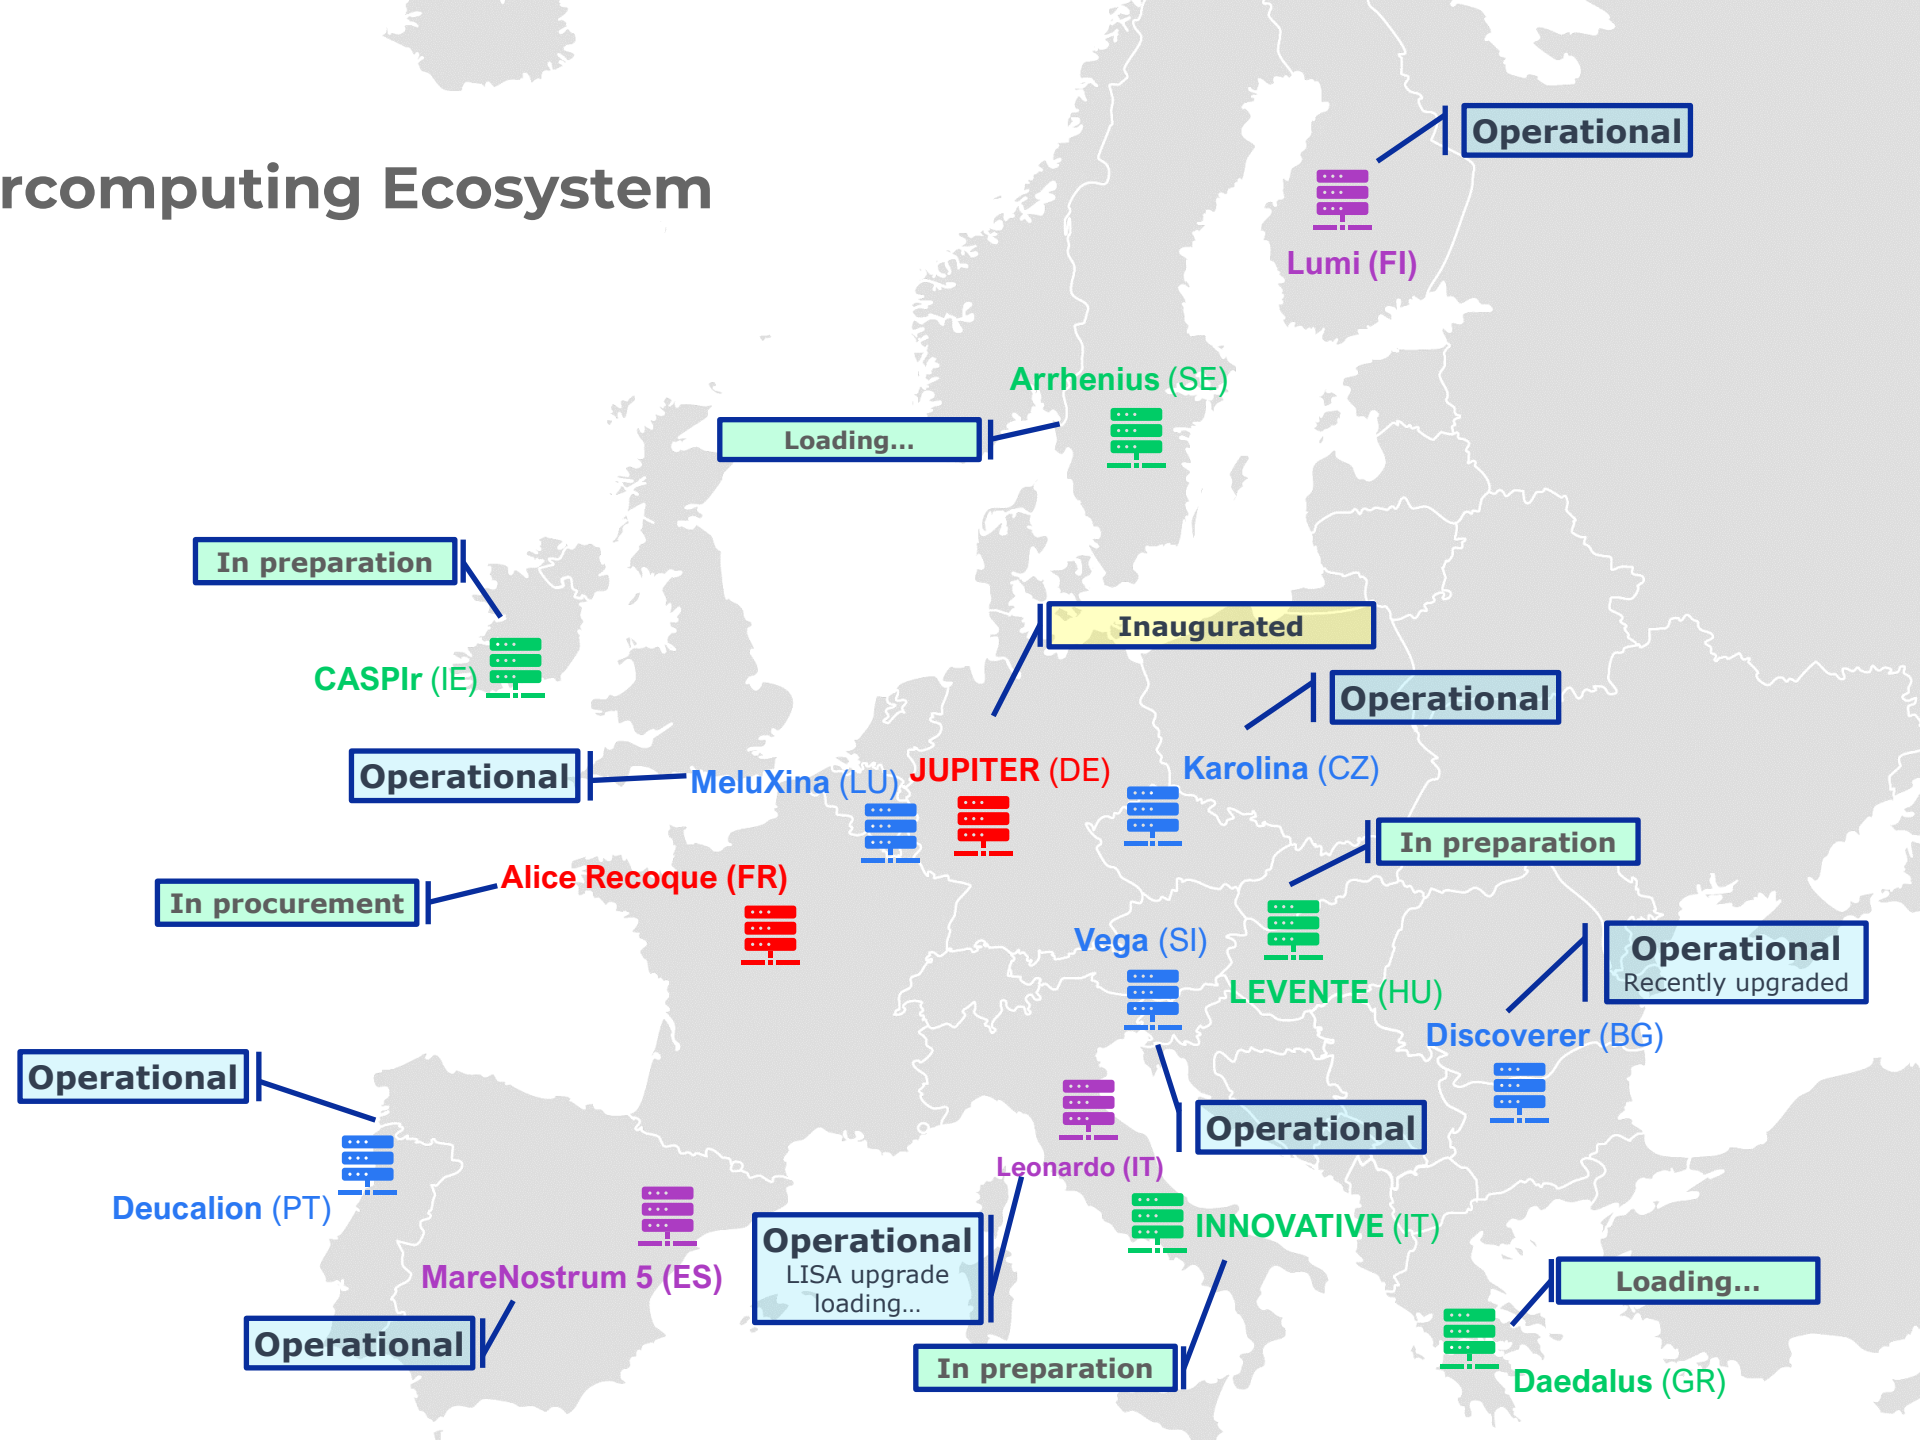 rcomputing Ecosystem
Operational
Lumi (FI)
Arrhenius (SE)
Loading...
In preparation
CASPIr (IE)
Inaugurated
JUPITER (DE)
Operational
Karolina (CZ)
Operational
MeluXina (LU)
In preparation
LEVENTE (HU)
In procurement
Alice Recoque (FR)
Vega (SI)
Operational
Operational
Recently upgraded
Discoverer (BG)
Operational
Deucalion (PT)
Leonardo (IT)
Operational
LISA upgrade
loading...
INNOVATIVE (IT)
In preparation
MareNostrum 5 (ES)
Operational
Loading...
Daedalus (GR)